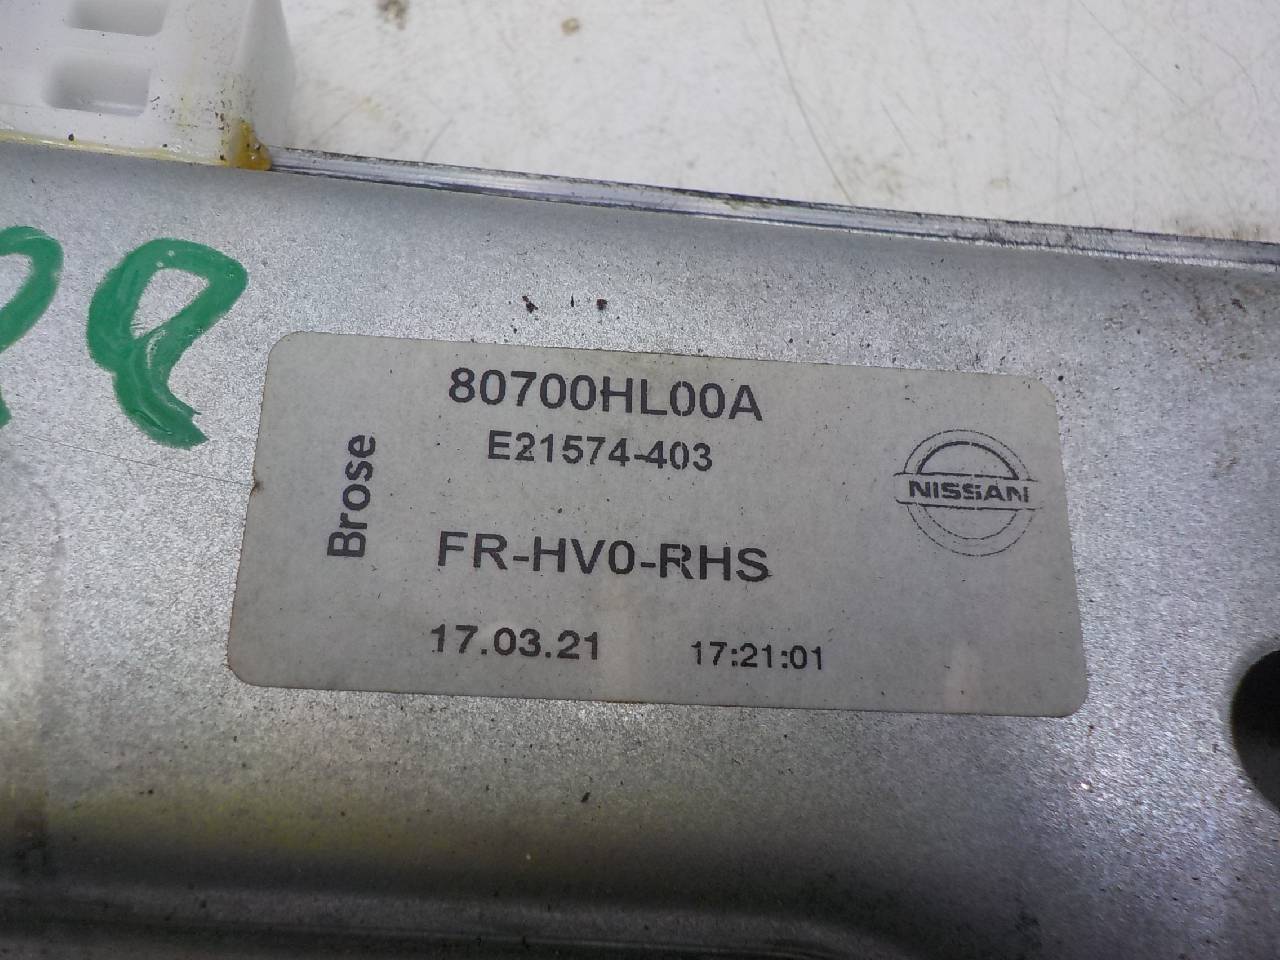 80700HL00A
E21574-403
Brose
NISSAN
FR-HV0-RHS
17.03.21 17:21:01